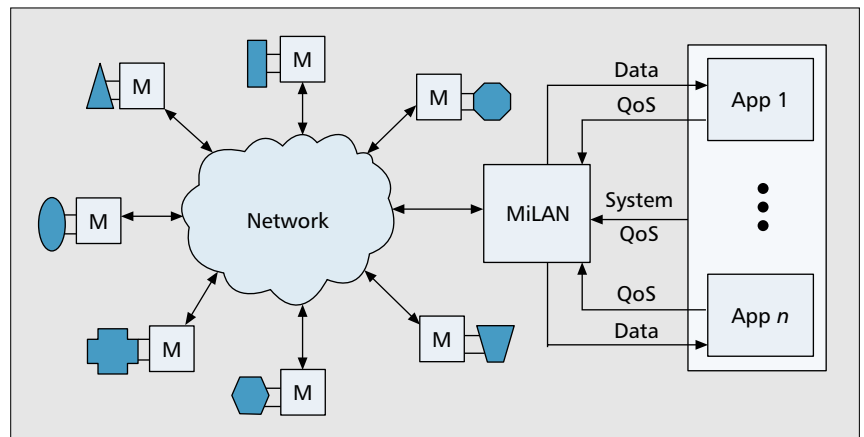 M
M
M
Data
App 1
QoS
M
Network
MiLAN
System
QoS
QoS
App n
M
M
Data
M